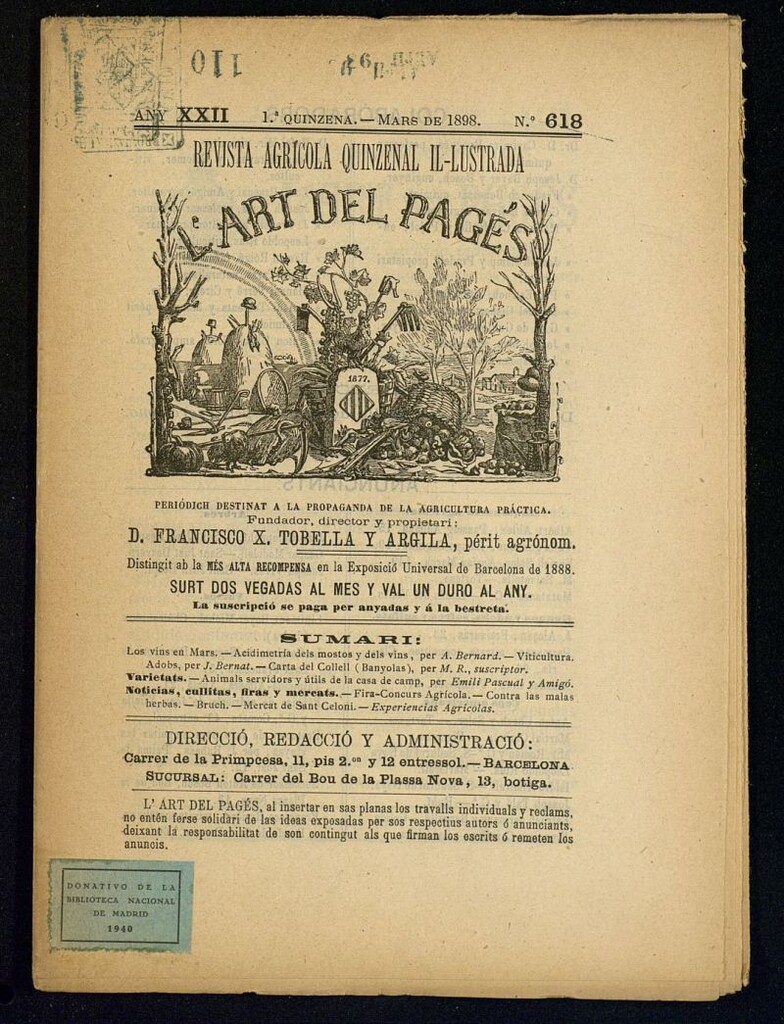 110
ANY XXII 1.ª QUINZENA.—MARS DE 1898. N.º 618
REVISTA AGRÍCOLA QUINZENAL IL-LUSTRADA
L'ART DEL PAGÉS
1877.
PERIÓDICH DESTINAT A LA PROPAGANDA DE LA AGRICULTURA PRÁCTICA.
Fundador, director y propietari:
D. FRANCISCO X. TOBELLA Y ARGILA, périt agrónom.
Distingit ab la MÉS ALTA RECOMPENSA en la Exposició Universal de Barcelona de 1888.
SURT DOS VEGADAS AL MES Y VAL UN DURO AL ANY.
La suscripció se paga per anyadas y á la bestreta.
SUMARI:
Los vins en Mars.—Acidimetría dels mostos y dels vins, per A. Bernard.—Viticultura.
Adobs, per J. Bernat.—Carta del Collell (Banyolas), per M. R., suscriptor.
Varietats.—Animals servidors y útils de la casa de camp, per Emili Pascual y Amigó.
Noticias, cullitas, firas y mercats.—Fira-Concurs Agrícola.—Contra las malas
herbas.—Bruch.—Mercat de Sant Celoni.—Experiencias Agrícolas.
DIRECCIÓ, REDACCIÓ Y ADMINISTRACIÓ:
Carrer de la Primpcesa, 11, pis 2.on y 12 entressol.—BARCELONA
SUCURSAL: Carrer del Bou de la Plassa Nova, 13, botiga.
L' ART DEL PAGÉS, al insertar en sas planas los travalls individuals y reclams,
no entén ferse solidari de las ideas exposadas per sos respectius autors ó anunciants,
deixant la responsabilitat de son contingut als que firman los escrits ó remeten los
anuncis.
DONATIVO DE LA
BIBLIOTECA NACIONAL
DE MADRID
1940